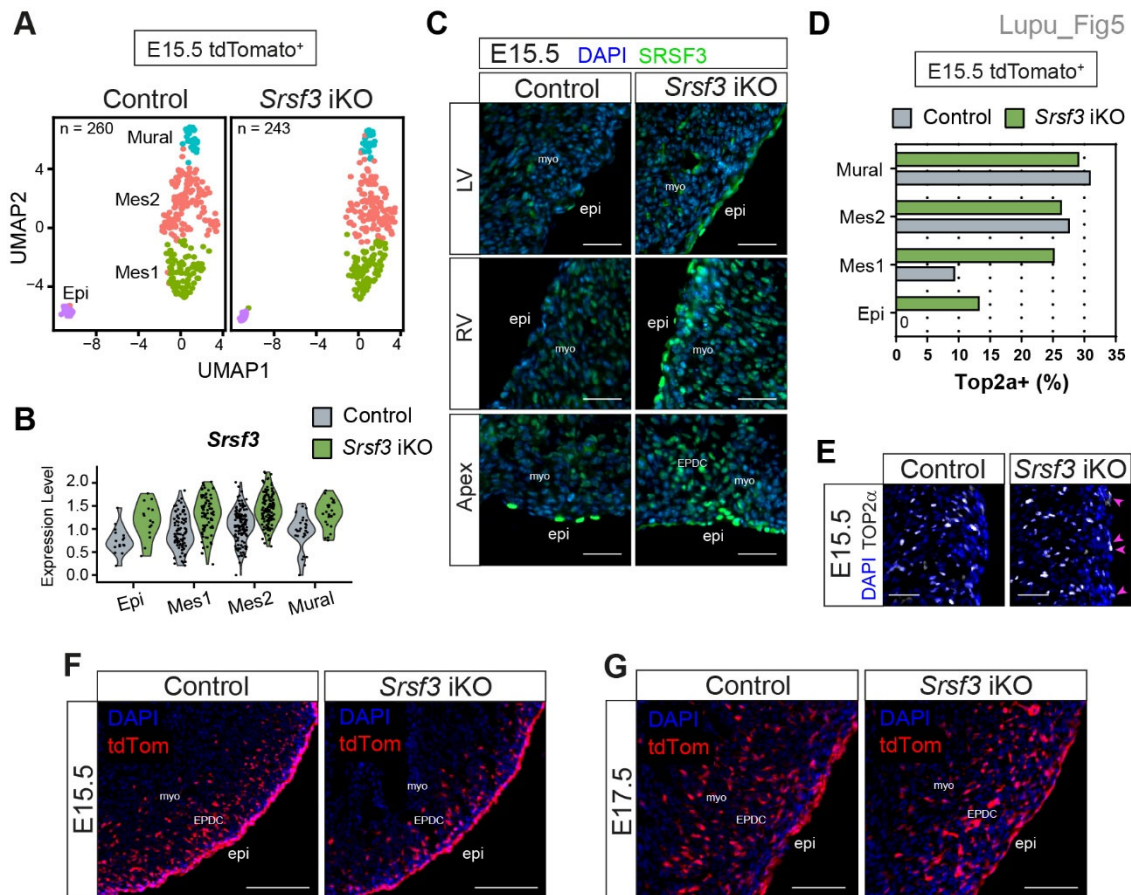 A
E15.5 tdTomato⁺
Control
Srsf3 iKO
n = 260
n = 243
Mural
Mes2
Mes1
Epi
UMAP2
4
0
−4
−8 −4 0 4
−8 −4 0 4
UMAP1
B
Control
Srsf3 iKO
Srsf3
Expression Level
2.0
1.5
1.0
0.5
0.0
Epi
Mes1
Mes2
Mural
C
E15.5 DAPI SRSF3
Control
Srsf3 iKO
LV
myo
epi
myo
epi
RV
epi
myo
epi
myo
Apex
myo
epi
EPDC
myo
epi
Lupu_Fig5
D
E15.5 tdTomato⁺
Control
Srsf3 iKO
Mural
Mes2
Mes1
Epi
0
0 5 10 15 20 25 30 35
Top2a+ (%)
E
Control
Srsf3 iKO
E15.5
DAPI TOP2α
F
Control
Srsf3 iKO
E15.5
DAPI
tdTom
myo
EPDC
epi
DAPI
tdTom
myo
EPDC
epi
G
Control
Srsf3 iKO
E17.5
DAPI
tdTom
myo
EPDC
epi
DAPI
tdTom
myo
EPDC
epi